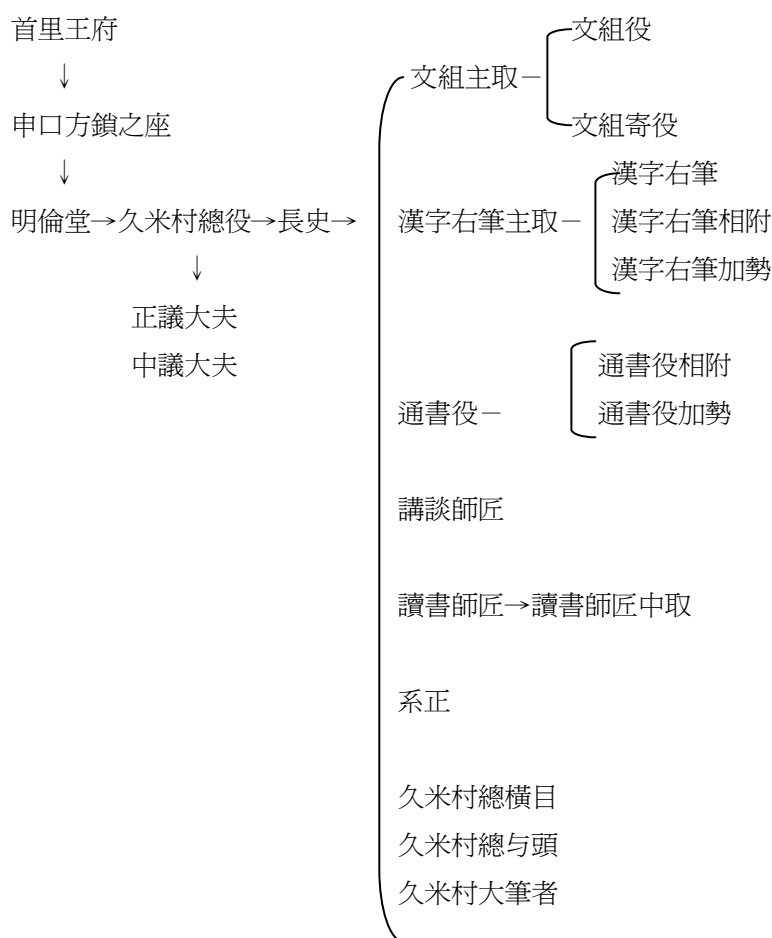 首里王府
↓
申口方鎖之座
↓
明倫堂→久米村總役→長史→
↓
正議大夫
中議大夫
文組主取－
文組役
文組寄役
漢字右筆主取－
漢字右筆
漢字右筆相附
漢字右筆加勢
通書役－
通書役相附
通書役加勢
講談師匠
讀書師匠→讀書師匠中取
系正
久米村總橫目
久米村總与頭
久米村大筆者